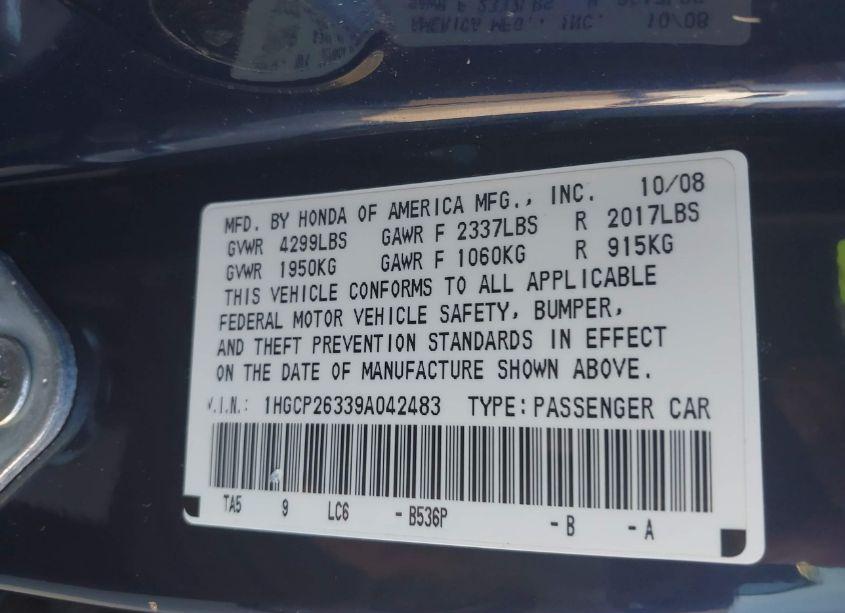 MFD. BY HONDA OF AMERICA MFG., INC. 10/08
GVWR 4299LBS GAWR F 2337LBS R 2017LBS
GVWR 1950KG GAWR F 1060KG R 915KG
THIS VEHICLE CONFORMS TO ALL APPLICABLE
FEDERAL MOTOR VEHICLE SAFETY, BUMPER,
AND THEFT PREVENTION STANDARDS IN EFFECT
ON THE DATE OF MANUFACTURE SHOWN ABOVE.
V.I.N.: 1HGCP26339A042483 TYPE: PASSENGER CAR
TA5 9 LC6 - B536P - B - A